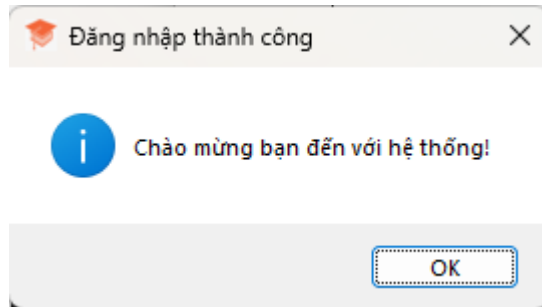 Đăng nhập thành công
Chào mừng bạn đến với hệ thống!
OK